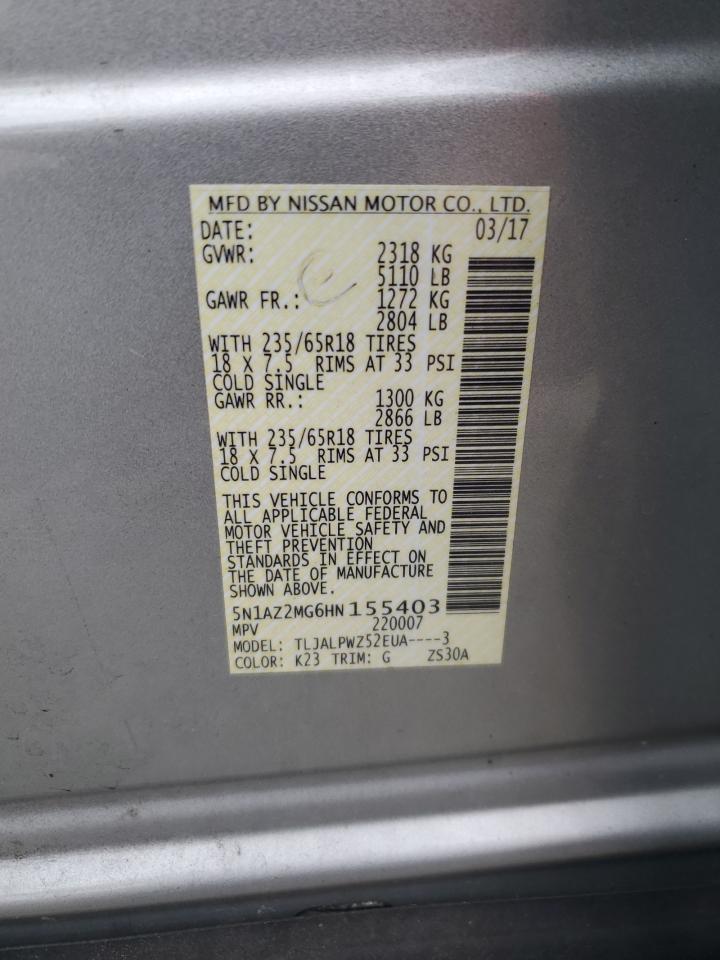 MFD BY NISSAN MOTOR CO., LTD.
DATE: 03/17
GVWR: 2318 KG
5110 LB
GAWR FR.: 1272 KG
2804 LB
WITH 235/65R18 TIRES
18 X 7.5 RIMS AT 33 PSI
COLD SINGLE
GAWR RR.: 1300 KG
2866 LB
WITH 235/65R18 TIRES
18 X 7.5 RIMS AT 33 PSI
COLD SINGLE
THIS VEHICLE CONFORMS TO
ALL APPLICABLE FEDERAL
MOTOR VEHICLE SAFETY AND
THEFT PREVENTION
STANDARDS IN EFFECT ON
THE DATE OF MANUFACTURE
SHOWN ABOVE.
5N1AZ2MG6HN155403
MPV 220007
MODEL: TLJALPWZ52EUA----3
COLOR: K23 TRIM: G ZS30A